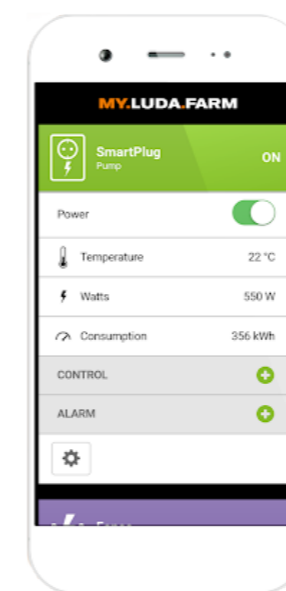 MY.LUDA.FARM
SmartPlug
Pump
ON
Power
Temperature 22 °C
Watts 550 W
Consumption 356 kWh
CONTROL
ALARM